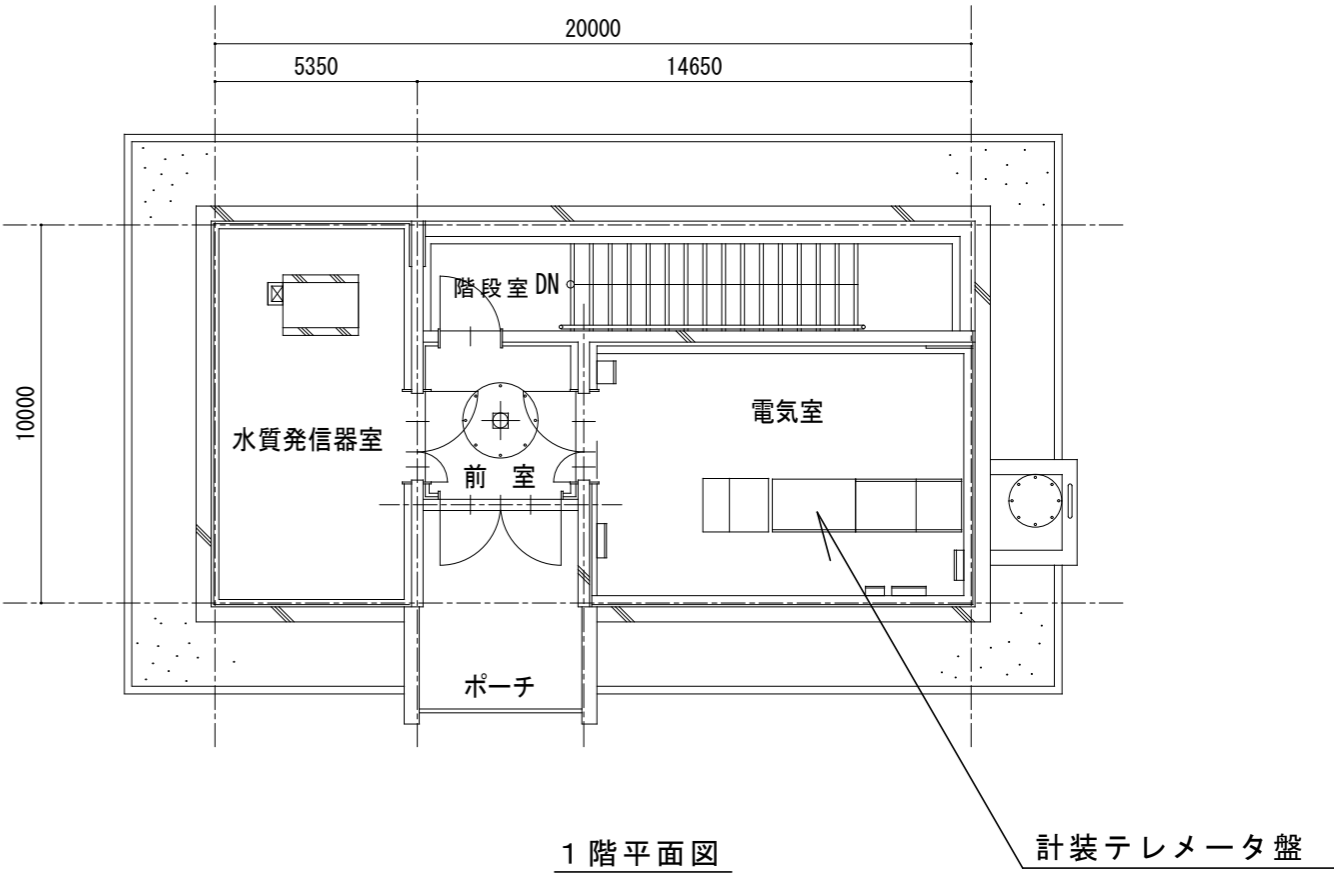 20000
5350
14650
10000
階段室 DN
電気室
水質発信器室
前 室
ポーチ
1階平面図
計装テレメータ盤